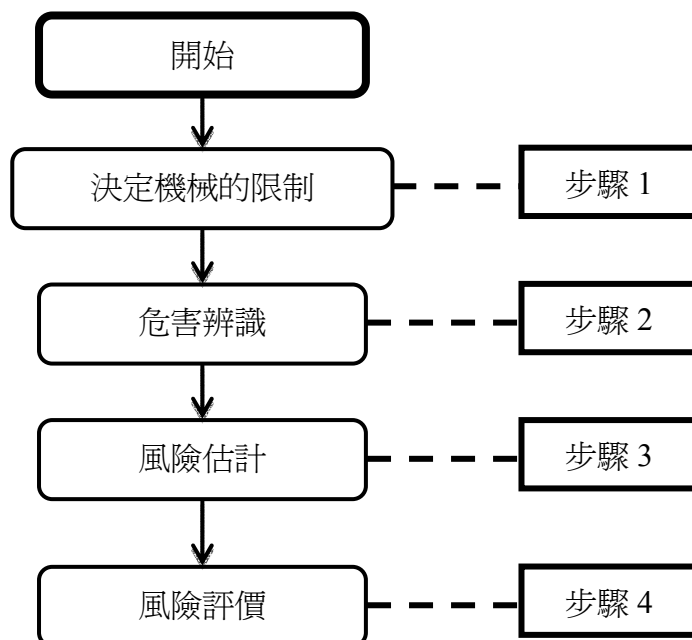 開始
決定機械的限制
步驟 1
危害辨識
步驟 2
風險估計
步驟 3
風險評價
步驟 4